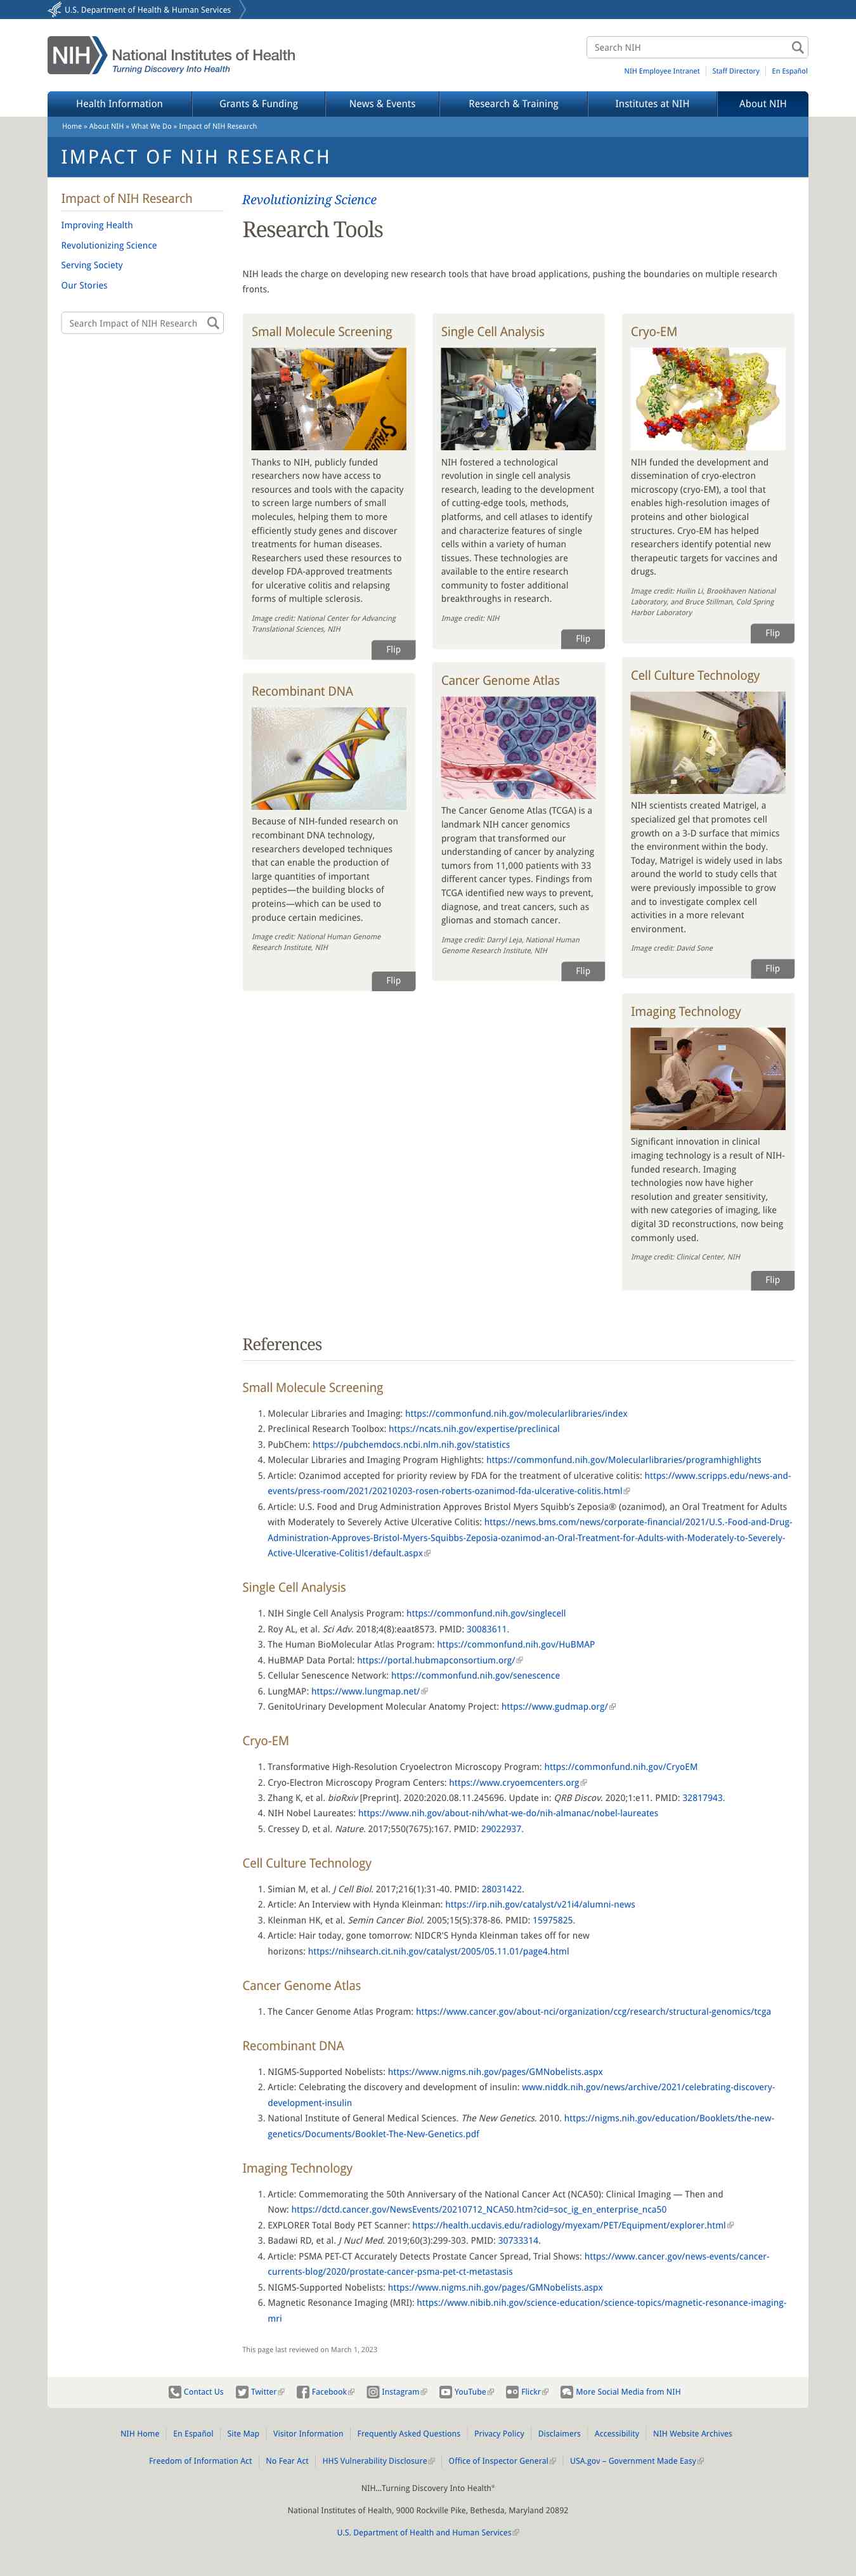 U.S. Department of Health & Human Services
NIH National Institutes of Health
Turning Discovery Into Health
Search NIH
NIH Employee Intranet
Staff Directory
En Español
Health Information
Grants & Funding
News & Events
Research & Training
Institutes at NIH
About NIH
Home » About NIH » What We Do » Impact of NIH Research
IMPACT OF NIH RESEARCH
Impact of NIH Research
Improving Health
Revolutionizing Science
Serving Society
Our Stories
Search Impact of NIH Research
Revolutionizing Science
Research Tools
NIH leads the charge on developing new research tools that have broad applications, pushing the boundaries on multiple research
fronts.
Small Molecule Screening
Thanks to NIH, publicly funded
researchers now have access to
resources and tools with the capacity
to screen large numbers of small
molecules, helping them to more
efficiently study genes and discover
treatments for human diseases.
Researchers used these resources to
develop FDA-approved treatments
for ulcerative colitis and relapsing
forms of multiple sclerosis.
Image credit: National Center for Advancing
Translational Sciences, NIH
Flip
Recombinant DNA
Because of NIH-funded research on
recombinant DNA technology,
researchers developed techniques
that can enable the production of
large quantities of important
peptides—the building blocks of
proteins—which can be used to
produce certain medicines.
Image credit: National Human Genome
Research Institute, NIH
Flip
Single Cell Analysis
NIH fostered a technological
revolution in single cell analysis
research, leading to the development
of cutting-edge tools, methods,
platforms, and cell atlases to identify
and characterize features of single
cells within a variety of human
tissues. These technologies are
available to the entire research
community to foster additional
breakthroughs in research.
Image credit: NIH
Flip
Cancer Genome Atlas
The Cancer Genome Atlas (TCGA) is a
landmark NIH cancer genomics
program that transformed our
understanding of cancer by analyzing
tumors from 11,000 patients with 33
different cancer types. Findings from
TCGA identified new ways to prevent,
diagnose, and treat cancers, such as
gliomas and stomach cancer.
Image credit: Darryl Leja, National Human
Genome Research Institute, NIH
Flip
Cryo-EM
NIH funded the development and
dissemination of cryo-electron
microscopy (cryo-EM), a tool that
enables high-resolution images of
proteins and other biological
structures. Cryo-EM has helped
researchers identify potential new
therapeutic targets for vaccines and
drugs.
Image credit: Huilin Li, Brookhaven National
Laboratory, and Bruce Stillman, Cold Spring
Harbor Laboratory
Flip
Cell Culture Technology
NIH scientists created Matrigel, a
specialized gel that promotes cell
growth on a 3-D surface that mimics
the environment within the body.
Today, Matrigel is widely used in labs
around the world to study cells that
were previously impossible to grow
and to investigate complex cell
activities in a more relevant
environment.
Image credit: David Sone
Flip
Imaging Technology
Significant innovation in clinical
imaging technology is a result of NIH-
funded research. Imaging
technologies now have higher
resolution and greater sensitivity,
with new categories of imaging, like
digital 3D reconstructions, now being
commonly used.
Image credit: Clinical Center, NIH
Flip
References
Small Molecule Screening
1. Molecular Libraries and Imaging: https://commonfund.nih.gov/molecularlibraries/index
2. Preclinical Research Toolbox: https://ncats.nih.gov/expertise/preclinical
3. PubChem: https://pubchemdocs.ncbi.nlm.nih.gov/statistics
4. Molecular Libraries and Imaging Program Highlights: https://commonfund.nih.gov/Molecularlibraries/programhighlights
5. Article: Ozanimod accepted for priority review by FDA for the treatment of ulcerative colitis: https://www.scripps.edu/news-and-
events/press-room/2021/20210203-rosen-roberts-ozanimod-fda-ulcerative-colitis.html
6. Article: U.S. Food and Drug Administration Approves Bristol Myers Squibb's Zeposia® (ozanimod), an Oral Treatment for Adults
with Moderately to Severely Active Ulcerative Colitis: https://news.bms.com/news/corporate-financial/2021/U.S.-Food-and-Drug-
Administration-Approves-Bristol-Myers-Squibbs-Zeposia-ozanimod-an-Oral-Treatment-for-Adults-with-Moderately-to-Severely-
Active-Ulcerative-Colitis1/default.aspx
Single Cell Analysis
1. NIH Single Cell Analysis Program: https://commonfund.nih.gov/singlecell
2. Roy AL, et al. Sci Adv. 2018;4(8):eaat8573. PMID: 30083611.
3. The Human BioMolecular Atlas Program: https://commonfund.nih.gov/HuBMAP
4. HuBMAP Data Portal: https://portal.hubmapconsortium.org/
5. Cellular Senescence Network: https://commonfund.nih.gov/senescence
6. LungMAP: https://www.lungmap.net/
7. GenitoUrinary Development Molecular Anatomy Project: https://www.gudmap.org/
Cryo-EM
1. Transformative High-Resolution Cryoelectron Microscopy Program: https://commonfund.nih.gov/CryoEM
2. Cryo-Electron Microscopy Program Centers: https://www.cryoemcenters.org
3. Zhang K, et al. bioRxiv [Preprint]. 2020:2020.08.11.245696. Update in: QRB Discov. 2020;1:e11. PMID: 32817943.
4. NIH Nobel Laureates: https://www.nih.gov/about-nih/what-we-do/nih-almanac/nobel-laureates
5. Cressey D, et al. Nature. 2017;550(7675):167. PMID: 29022937.
Cell Culture Technology
1. Simian M, et al. J Cell Biol. 2017;216(1):31-40. PMID: 28031422.
2. Article: An Interview with Hynda Kleinman: https://irp.nih.gov/catalyst/v21i4/alumni-news
3. Kleinman HK, et al. Semin Cancer Biol. 2005;15(5):378-86. PMID: 15975825.
4. Article: Hair today, gone tomorrow: NIDCR'S Hynda Kleinman takes off for new
horizons: https://nihsearch.cit.nih.gov/catalyst/2005/05.11.01/page4.html
Cancer Genome Atlas
1. The Cancer Genome Atlas Program: https://www.cancer.gov/about-nci/organization/ccg/research/structural-genomics/tcga
Recombinant DNA
1. NIGMS-Supported Nobelists: https://www.nigms.nih.gov/pages/GMNobelists.aspx
2. Article: Celebrating the discovery and development of insulin: www.niddk.nih.gov/news/archive/2021/celebrating-discovery-
development-insulin
3. National Institute of General Medical Sciences. The New Genetics. 2010. https://nigms.nih.gov/education/Booklets/the-new-
genetics/Documents/Booklet-The-New-Genetics.pdf
Imaging Technology
1. Article: Commemorating the 50th Anniversary of the National Cancer Act (NCA50): Clinical Imaging — Then and
Now: https://dctd.cancer.gov/NewsEvents/20210712_NCA50.htm?cid=soc_ig_en_enterprise_nca50
2. EXPLORER Total Body PET Scanner: https://health.ucdavis.edu/radiology/myexam/PET/Equipment/explorer.html
3. Badawi RD, et al. J Nucl Med. 2019;60(3):299-303. PMID: 30733314.
4. Article: PSMA PET-CT Accurately Detects Prostate Cancer Spread, Trial Shows: https://www.cancer.gov/news-events/cancer-
currents-blog/2020/prostate-cancer-psma-pet-ct-metastasis
5. NIGMS-Supported Nobelists: https://www.nigms.nih.gov/pages/GMNobelists.aspx
6. Magnetic Resonance Imaging (MRI): https://www.nibib.nih.gov/science-education/science-topics/magnetic-resonance-imaging-
mri
This page last reviewed on March 1, 2023
Contact Us
Twitter
Facebook
Instagram
YouTube
Flickr
More Social Media from NIH
NIH Home
En Español
Site Map
Visitor Information
Frequently Asked Questions
Privacy Policy
Disclaimers
Accessibility
NIH Website Archives
Freedom of Information Act
No Fear Act
HHS Vulnerability Disclosure
Office of Inspector General
USA.gov – Government Made Easy
NIH…Turning Discovery Into Health®
National Institutes of Health, 9000 Rockville Pike, Bethesda, Maryland 20892
U.S. Department of Health and Human Services